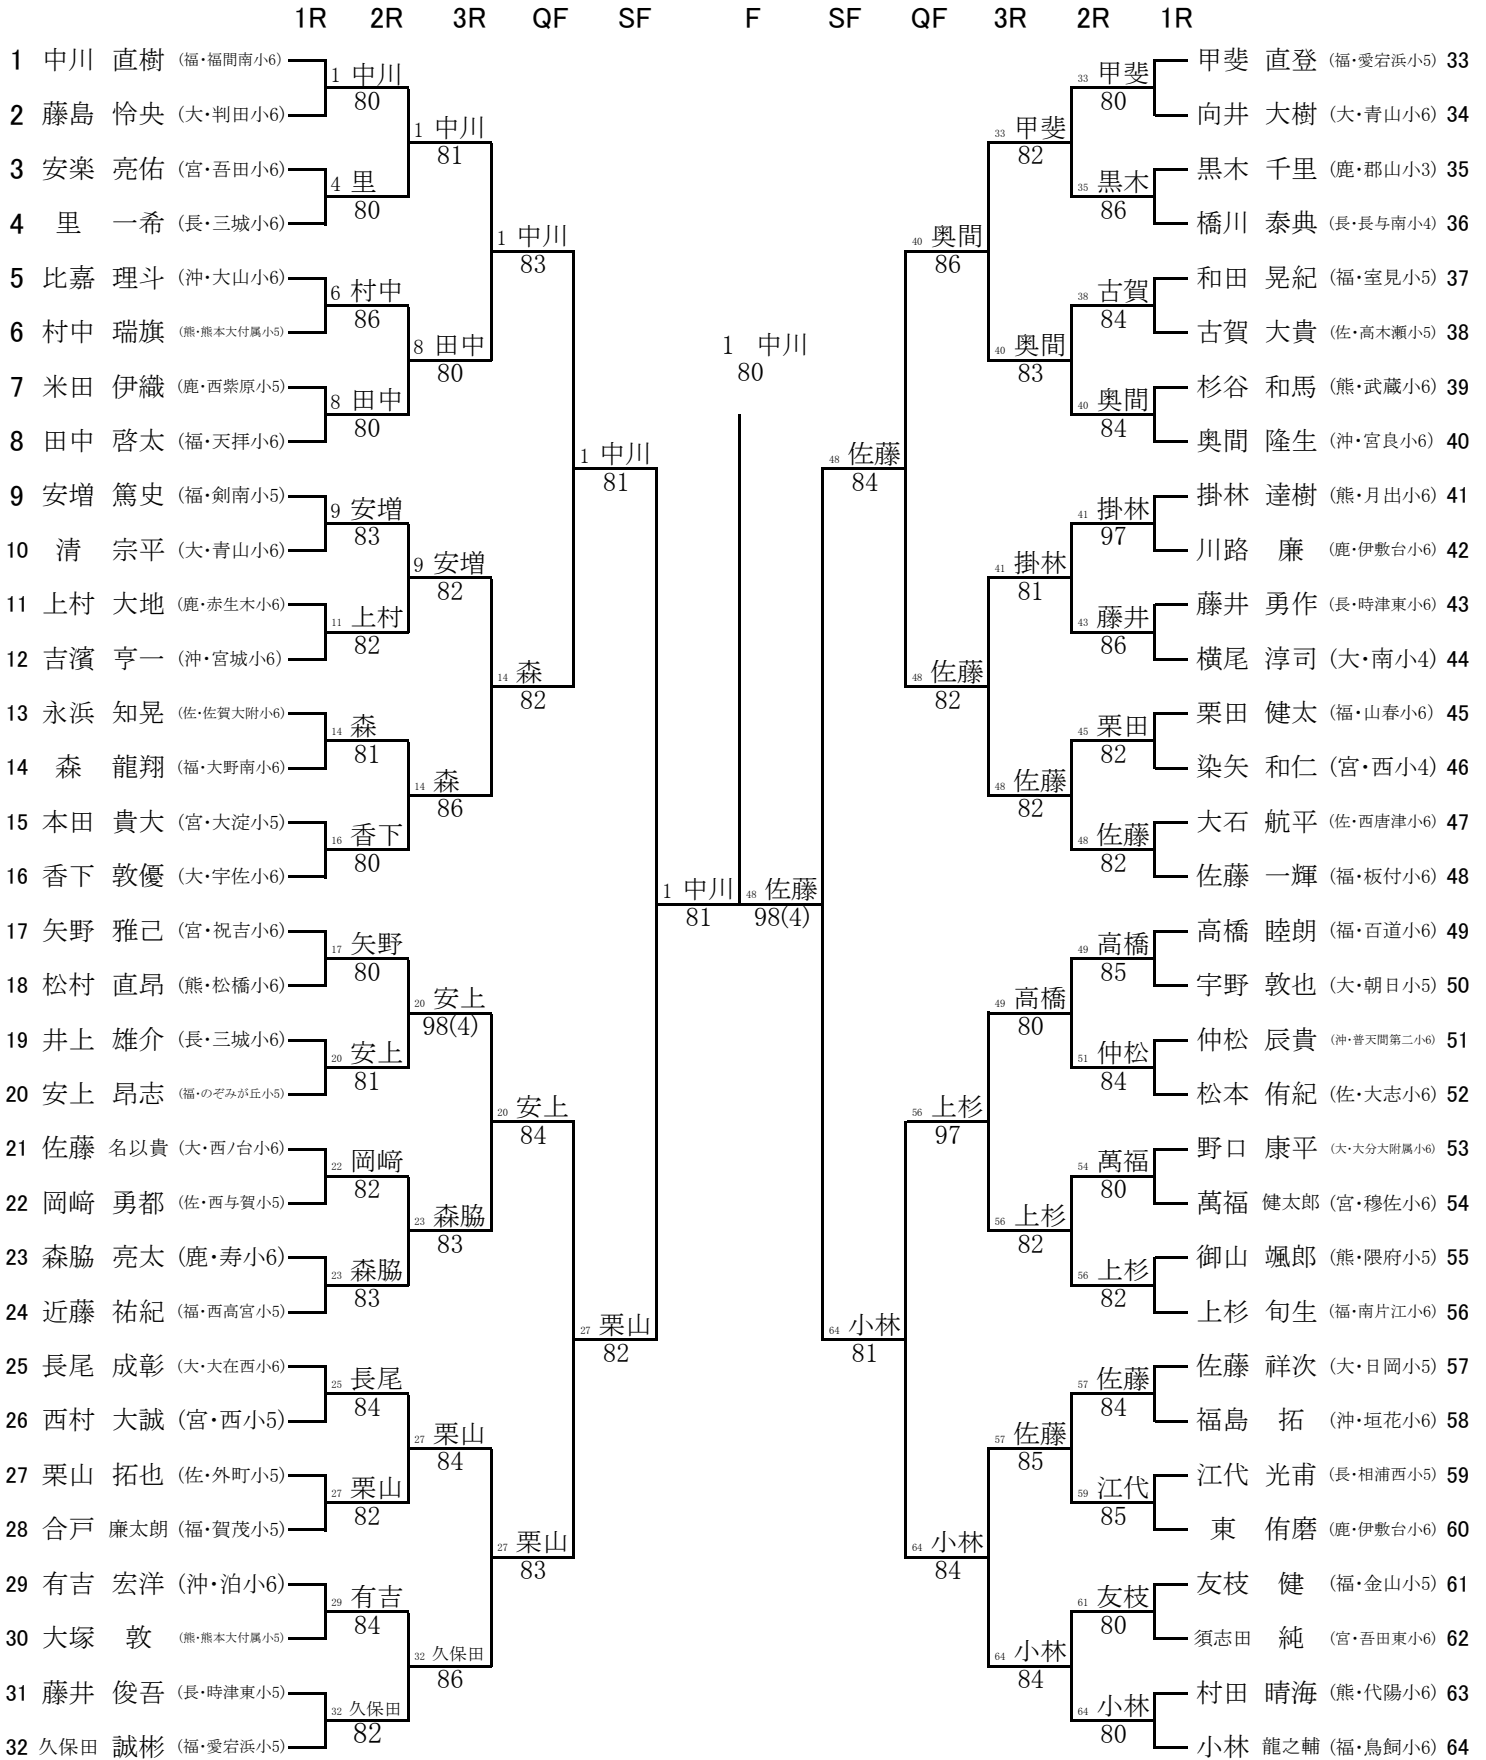 1R 2R 3R QF SF F SF QF 3R 2R 1R
1 中川 直樹 (福・福間南小6)
2 藤島 怜央 (大・判田小6)
3 安楽 亮佑 (宮・吾田小6)
4 里 一希 (長・三城小6)
5 比嘉 理斗 (沖・大山小6)
6 村中 瑞旗 (熊・熊本大付属小5)
7 米田 伊織 (鹿・西紫原小5)
8 田中 啓太 (福・天拝小6)
9 安増 篤史 (福・剣南小5)
10 清 宗平 (大・青山小6)
11 上村 大地 (鹿・赤生木小6)
12 吉濱 亨一 (沖・宮城小6)
13 永浜 知晃 (佐・佐賀大附小6)
14 森 龍翔 (福・大野南小6)
15 本田 貴大 (宮・大淀小5)
16 香下 敦優 (大・宇佐小6)
17 矢野 雅己 (宮・祝吉小6)
18 松村 直昂 (熊・松橋小6)
19 井上 雄介 (長・三城小6)
20 安上 昂志 (福・のぞみが丘小5)
21 佐藤 名以貴 (大・西ノ台小6)
22 岡﨑 勇都 (佐・西与賀小5)
23 森脇 亮太 (鹿・寿小6)
24 近藤 祐紀 (福・西高宮小5)
25 長尾 成彰 (大・大在西小6)
26 西村 大誠 (宮・西小5)
27 栗山 拓也 (佐・外町小5)
28 合戸 廉太朗 (福・賀茂小5)
29 有吉 宏洋 (沖・泊小6)
30 大塚 敦 (熊・熊本大付属小5)
31 藤井 俊吾 (長・時津東小5)
32 久保田 誠彬 (福・愛宕浜小5)
1 中川
80
4 里
80
6 村中
86
8 田中
80
9 安増
83
11 上村
82
14 森
81
16 香下
80
17 矢野
80
20 安上
81
22 岡﨑
82
23 森脇
83
25 長尾
84
27 栗山
82
29 有吉
84
32 久保田
82
1 中川
81
8 田中
80
9 安増
82
14 森
86
20 安上
98(4)
23 森脇
83
27 栗山
84
32 久保田
86
1 中川
83
14 森
82
20 安上
84
27 栗山
83
1 中川
81
27 栗山
82
1 中川
81
1 中川
80
48 佐藤
98(4)
48 佐藤
84
64 小林
81
40 奥間
86
48 佐藤
82
56 上杉
97
64 小林
84
33 甲斐
82
40 奥間
83
41 掛林
81
48 佐藤
82
49 高橋
80
56 上杉
82
57 佐藤
85
64 小林
84
33 甲斐
80
35 黒木
86
38 古賀
84
40 奥間
84
41 掛林
97
43 藤井
86
45 栗田
82
48 佐藤
82
49 高橋
85
51 仲松
84
54 萬福
80
56 上杉
82
57 佐藤
84
59 江代
85
61 友枝
80
64 小林
80
甲斐 直登 (福・愛宕浜小5) 33
向井 大樹 (大・青山小6) 34
黒木 千里 (鹿・郡山小3) 35
橋川 泰典 (長・長与南小4) 36
和田 晃紀 (福・室見小5) 37
古賀 大貴 (佐・高木瀬小5) 38
杉谷 和馬 (熊・武蔵小6) 39
奥間 隆生 (沖・宮良小6) 40
掛林 達樹 (熊・月出小6) 41
川路 廉 (鹿・伊敷台小6) 42
藤井 勇作 (長・時津東小6) 43
横尾 淳司 (大・南小4) 44
栗田 健太 (福・山春小6) 45
染矢 和仁 (宮・西小4) 46
大石 航平 (佐・西唐津小6) 47
佐藤 一輝 (福・板付小6) 48
高橋 睦朗 (福・百道小6) 49
宇野 敦也 (大・朝日小5) 50
仲松 辰貴 (沖・普天間第二小6) 51
松本 侑紀 (佐・大志小6) 52
野口 康平 (大・大分大附属小6) 53
萬福 健太郎 (宮・穆佐小6) 54
御山 颯郎 (熊・隈府小5) 55
上杉 旬生 (福・南片江小6) 56
佐藤 祥次 (大・日岡小5) 57
福島 拓 (沖・垣花小6) 58
江代 光甫 (長・相浦西小5) 59
東 侑磨 (鹿・伊敷台小6) 60
友枝 健 (福・金山小5) 61
須志田 純 (宮・吾田東小6) 62
村田 晴海 (熊・代陽小6) 63
小林 龍之輔 (福・鳥飼小6) 64